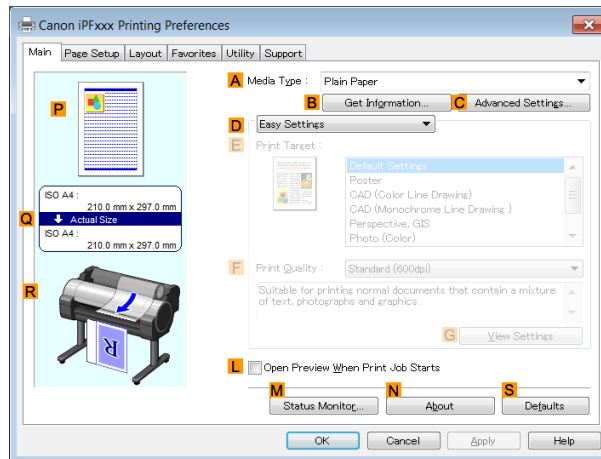 Canon iPFxxx Printing Preferences
Main Page Setup Layout Favorites Utility Support
A Media Type : Plain Paper
B Get Information... C Advanced Settings...
D Easy Settings
E Print Target :
Default Settings
Poster
CAD (Color Line Drawing)
CAD (Monochrome Line Drawing )
Perspective, GIS
Photo (Color)
F Print Quality : Standard (600dpi)
Suitable for printing normal documents that contain a mixture
of text, photographs and graphics.
G View Settings
P
ISO A4 :
210.0 mm x 297.0 mm
Q Actual Size
ISO A4 :
210.0 mm x 297.0 mm
R
R
L Open Preview When Print Job Starts
M N S
Status Monitor... About Defaults
OK Cancel Apply Help